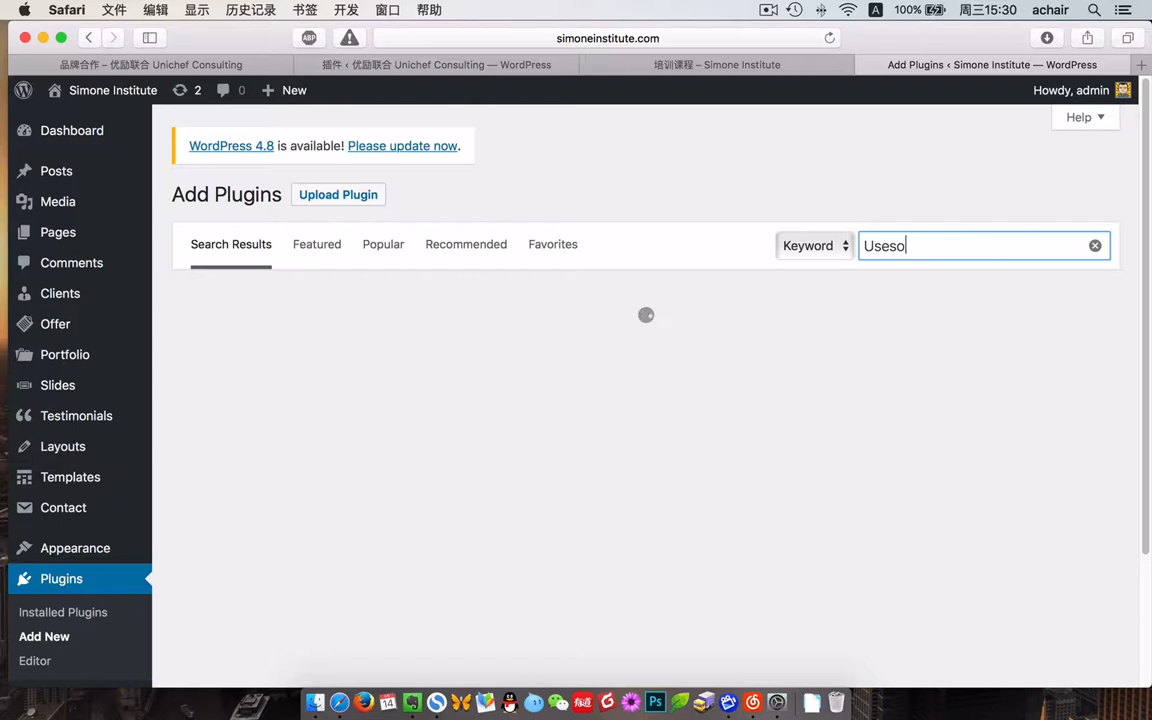 Safari 文件 编辑 显示 历史记录 书签 开发 窗口 帮助 A 100% 周三15:30 achair
ABP simoneinstitute.com
品牌合作 – 优励联合 Unichef Consulting 插件 ‹ 优励联合 Unichef Consulting — WordPress 培训课程 – Simone Institute Add Plugins ‹ Simone Institute — WordPress
Simone Institute 2 0 New Howdy, admin
Help
Dashboard
Posts
Media
Pages
Comments
Clients
Offer
Portfolio
Slides
Testimonials
Layouts
Templates
Contact
Appearance
Plugins
Installed Plugins
Add New
Editor
WordPress 4.8 is available! Please update now.
Add Plugins Upload Plugin
Search Results Featured Popular Recommended Favorites Keyword Useso
14 有道 Ps